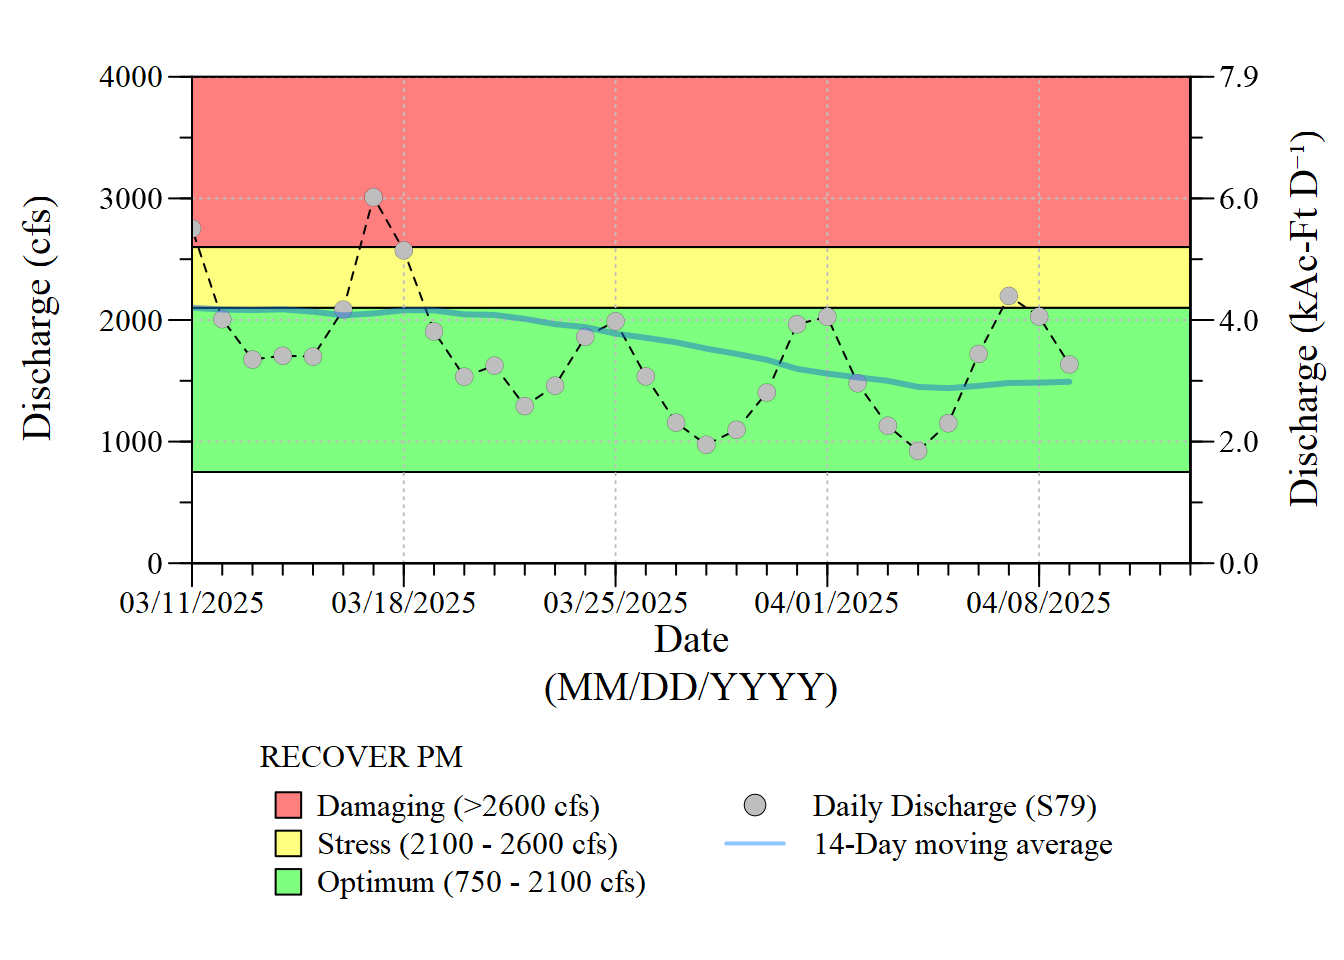 4000
3000
2000
1000
0
Discharge (cfs)
7.9
6.0
4.0
2.0
0.0
Discharge (kAc-Ft D⁻¹)
03/11/2025
03/18/2025
03/25/2025
04/01/2025
04/08/2025
Date
(MM/DD/YYYY)
RECOVER PM
Damaging (>2600 cfs)
Stress (2100 - 2600 cfs)
Optimum (750 - 2100 cfs)
Daily Discharge (S79)
14-Day moving average